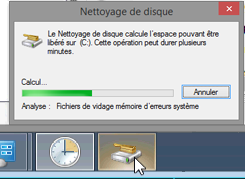 Nettoyage de disque
Le Nettoyage de disque calcule l'espace pouvant être
libéré sur (C:). Cette opération peut durer plusieurs
minutes.
Calcul...
Annuler
Analyse : Fichiers de vidage mémoire d'erreurs système